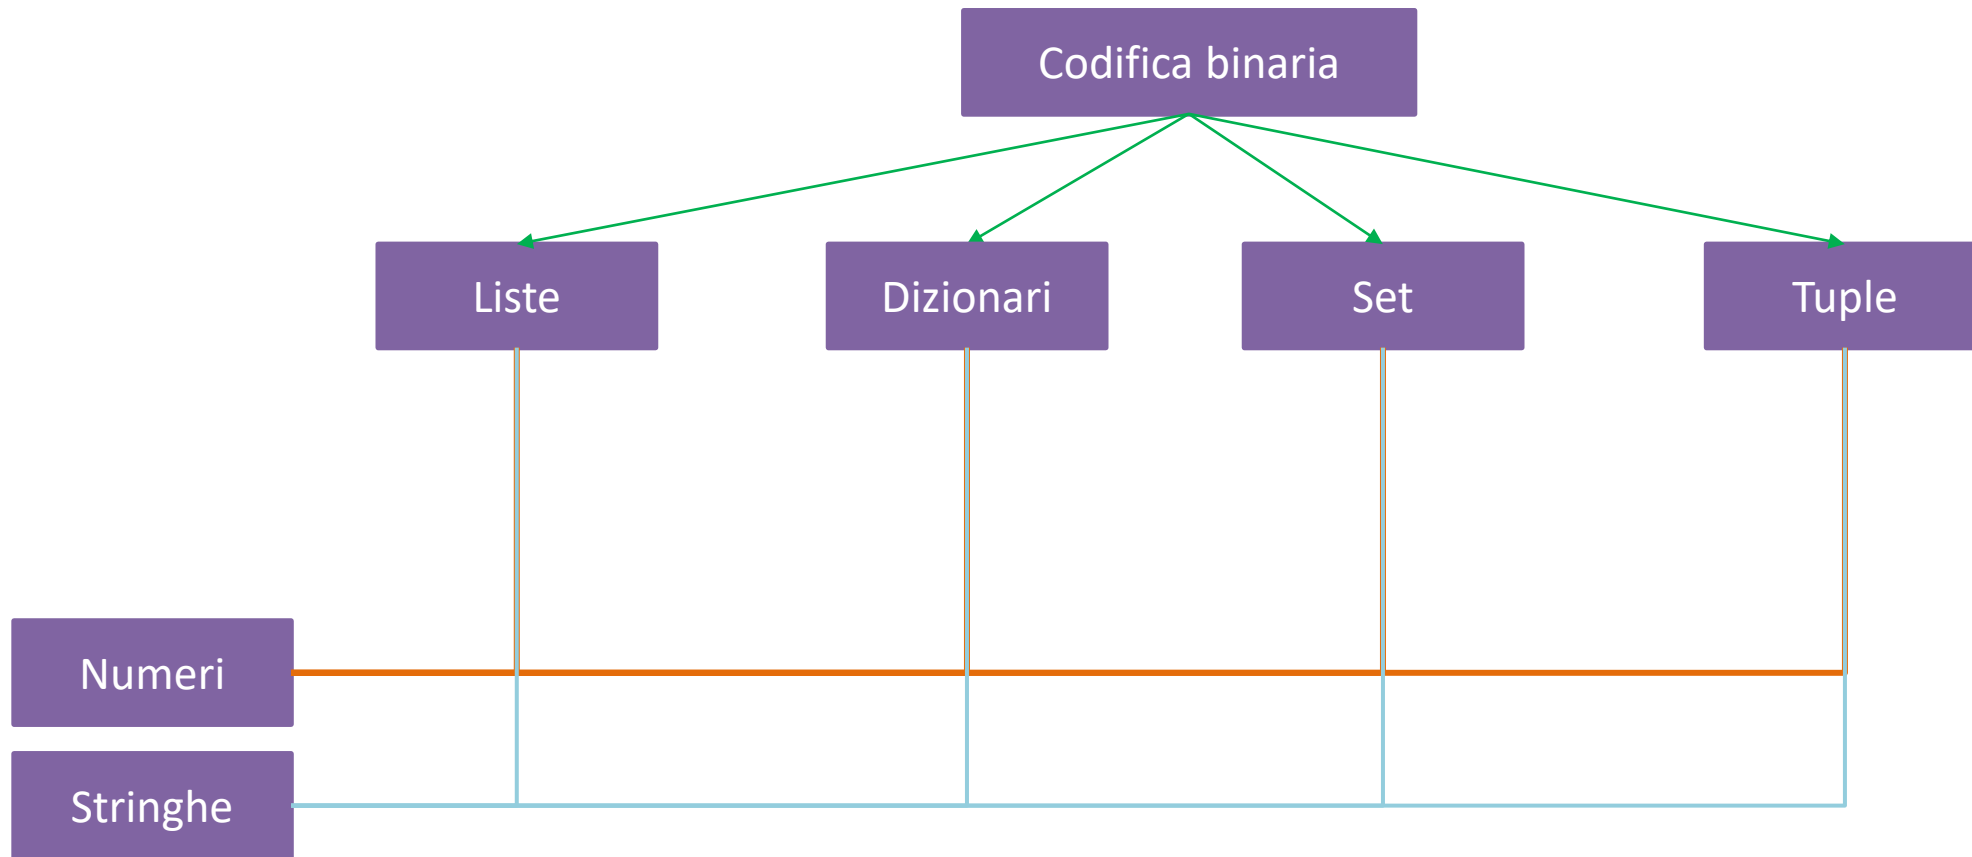 Codifica binaria
Liste
Dizionari
Set
Tuple
Numeri
Stringhe